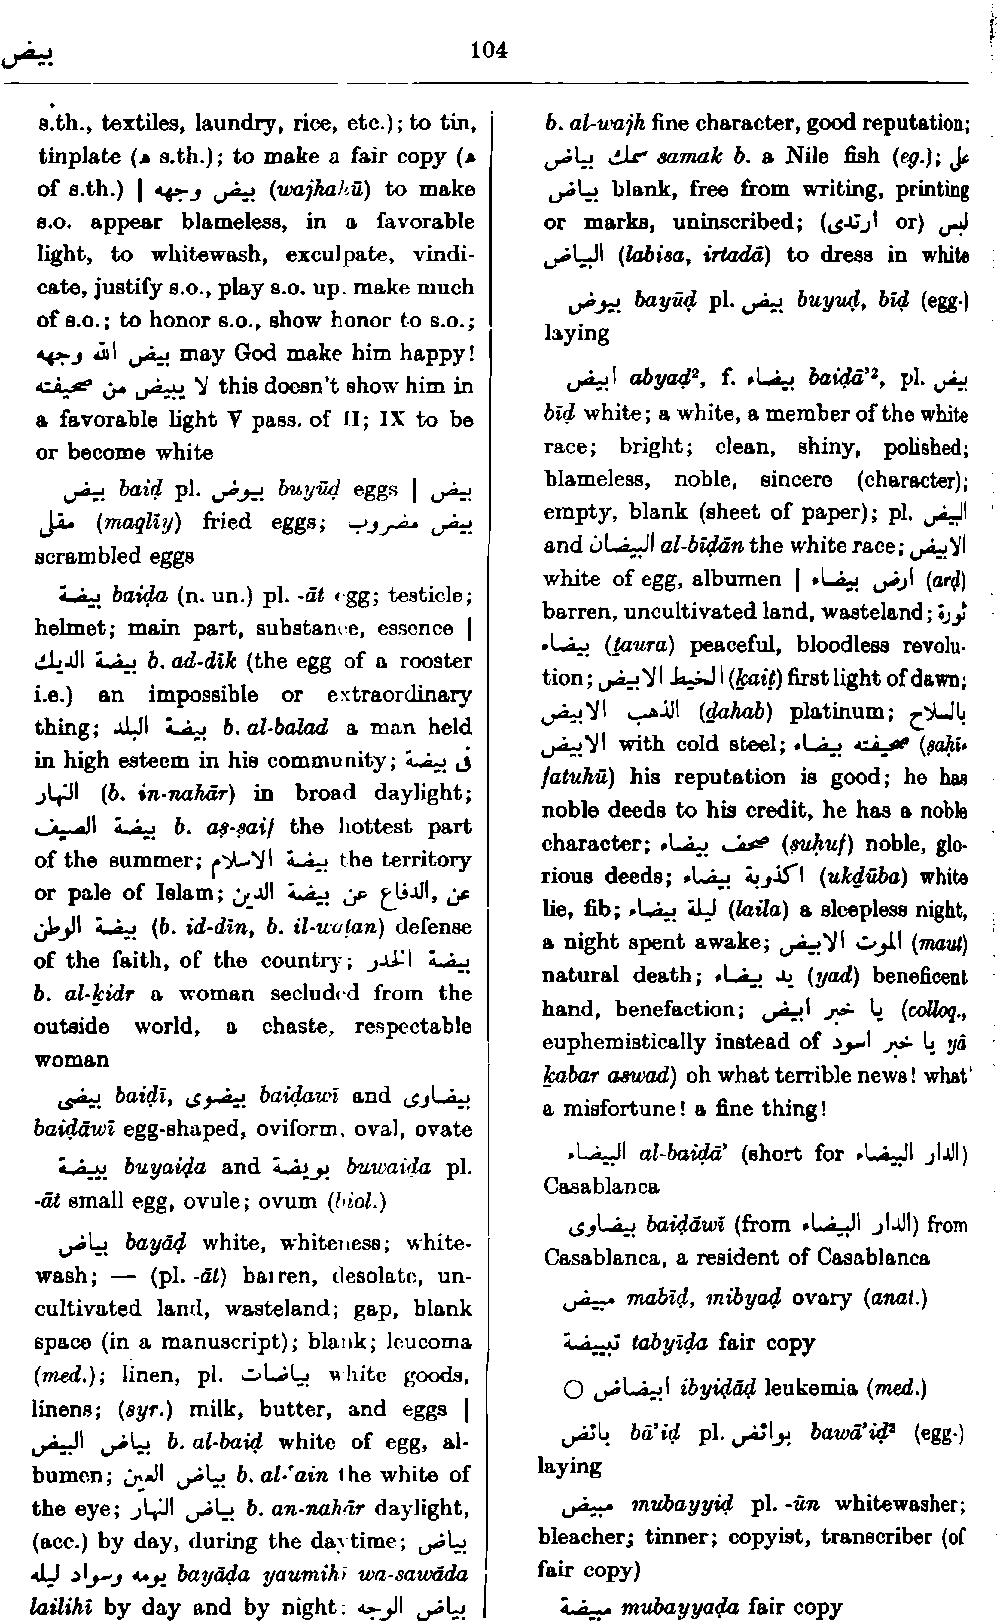 بيض
104
s.th., textiles, laundry, rice, etc.); to tin,
tinplate (ه s.th.); to make a fair copy (ه
of s.th.) | بيض وجهه (wajhahū) to make
s.o. appear blameless, in a favorable
light, to whitewash, exculpate, vindi-
cate, justify s.o., play s.o. up. make much
of s.o.; to honor s.o., show honor to s.o.;
بيض الله وجهه may God make him happy!
لا يبيض من صحيفته this doesn't show him in
a favorable light V pass. of II; IX to be
or become white
بيض baiḍ pl. بيوض buyūḍ eggs | بيض
مقلى (maqlīy) fried eggs; بيض مضروب
scrambled eggs
بيضة baiḍa (n. un.) pl. -āt egg; testicle;
helmet; main part, substance, essence |
بيضة الديك b. ad-dīk (the egg of a rooster
i.e.) an impossible or extraordinary
thing; بيضة البلد b. al-balad a man held
in high esteem in his community; فى بيضة
النهار (b. in-nahār) in broad daylight;
بيضة الصيف b. aṣ-ṣaif the hottest part
of the summer; بيضة الاسلام the territory
or pale of Islam; الدفاع عن بيضة الدين, عن
بيضة الوطن (b. id-dīn, b. il-waṭan) defense
of the faith, of the country; بيضة الخدر
b. al-ḵidr a woman secluded from the
outside world, a chaste, respectable
woman
بيضى baiḍī, بيضوى baiḍawī and بيضاوى
baiḍāwī egg-shaped, oviform, oval, ovate
بييضة buyaiḍa and بويضة buwaiḍa pl.
-āt small egg, ovule; ovum (biol.)
بياض bayāḍ white, whiteness; white-
wash; — (pl. -āt) barren, desolate, un-
cultivated land, wasteland; gap, blank
space (in a manuscript); blank; leucoma
(med.); linen, pl. بياضات white goods,
linens; (syr.) milk, butter, and eggs |
بياض البيض b. al-baiḍ white of egg, al-
bumen; بياض العين b. al-ʿain the white of
the eye; بياض النهار b. an-nahār daylight,
(acc.) by day, during the daytime; بياض
يومه وسواد ليله bayāḍa yaumihī wa-sawāda
lailihī by day and by night; بياض الوجه
b. al-wajh fine character, good reputation;
سمك بياض samak b. a Nile fish (eg.); على
بياض blank, free from writing, printing
or marks, uninscribed; لبس (or ارتدى)
البياض (labisa, irtadā) to dress in white
بيوض bayūḍ pl. بيض buyuḍ, bīḍ (egg-)
laying
ابيض abyaḍ², f. بيضاء baiḍā'², pl. بيض
bīḍ white; a white, a member of the white
race; bright; clean, shiny, polished;
blameless, noble, sincere (character);
empty, blank (sheet of paper); pl. البيض
and البيضان al-bīḍān the white race; الابيض
white of egg, albumen | ارض بيضاء (arḍ)
barren, uncultivated land, wasteland; ثورة
بيضاء (ṯaura) peaceful, bloodless revolu-
tion; الخيط الابيض (ḵaiṭ) first light of dawn;
الذهب الابيض (ḏahab) platinum; بالسلاح
الابيض with cold steel; صحيفته بيضاء (ṣaḥī-
fatuhū) his reputation is good; he has
noble deeds to his credit, he has a noble
character; صحف بيضاء (ṣuḥuf) noble, glo-
rious deeds; اكذوبة بيضاء (ukḏūba) white
lie, fib; ليلة بيضاء (laila) a sleepless night,
a night spent awake; الموت الابيض (maut)
natural death; يد بيضاء (yad) beneficent
hand, benefaction; يا خبر ابيض (colloq.,
euphemistically instead of يا خبر اسود yā
ḵabar aswad) oh what terrible news! what
a misfortune! a fine thing!
البيضاء al-baiḍā' (short for الدار البيضاء)
Casablanca
بيضاوى baiḍāwī (from الدار البيضاء) from
Casablanca, a resident of Casablanca
مبيض mabīḍ, mibyaḍ ovary (anat.)
تبييضة tabyīḍa fair copy
○ ابيضاض ibyiḍāḍ leukemia (med.)
بائض bā'iḍ pl. بوائض bawā'iḍ² (egg-)
laying
مبيض mubayyiḍ pl. -ūn whitewasher;
bleacher; tinner; copyist, transcriber (of
fair copy)
مبيضة mubayyaḍa fair copy